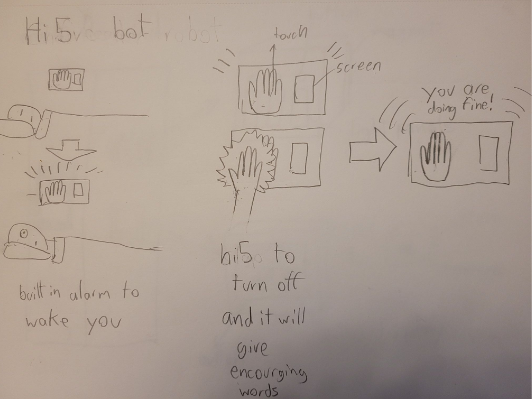 Hi 5 bot
touch
screen
you are
doing fine!
built in alarm to
wake you
hi5 to
turn off
and it will
give
encourging
words